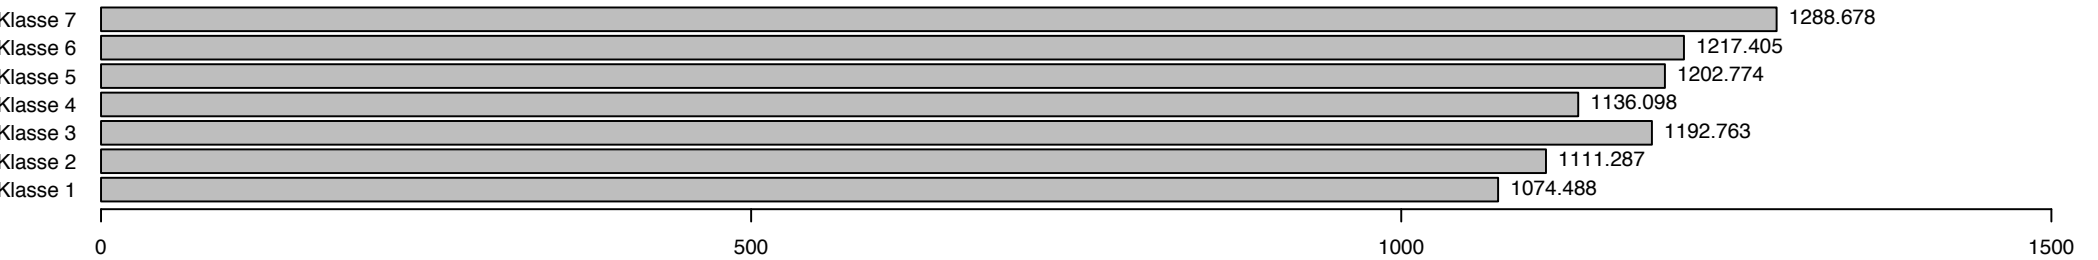 Klasse 7 1288.678
Klasse 6 1217.405
Klasse 5 1202.774
Klasse 4 1136.098
Klasse 3 1192.763
Klasse 2 1111.287
Klasse 1 1074.488
0 500 1000 1500